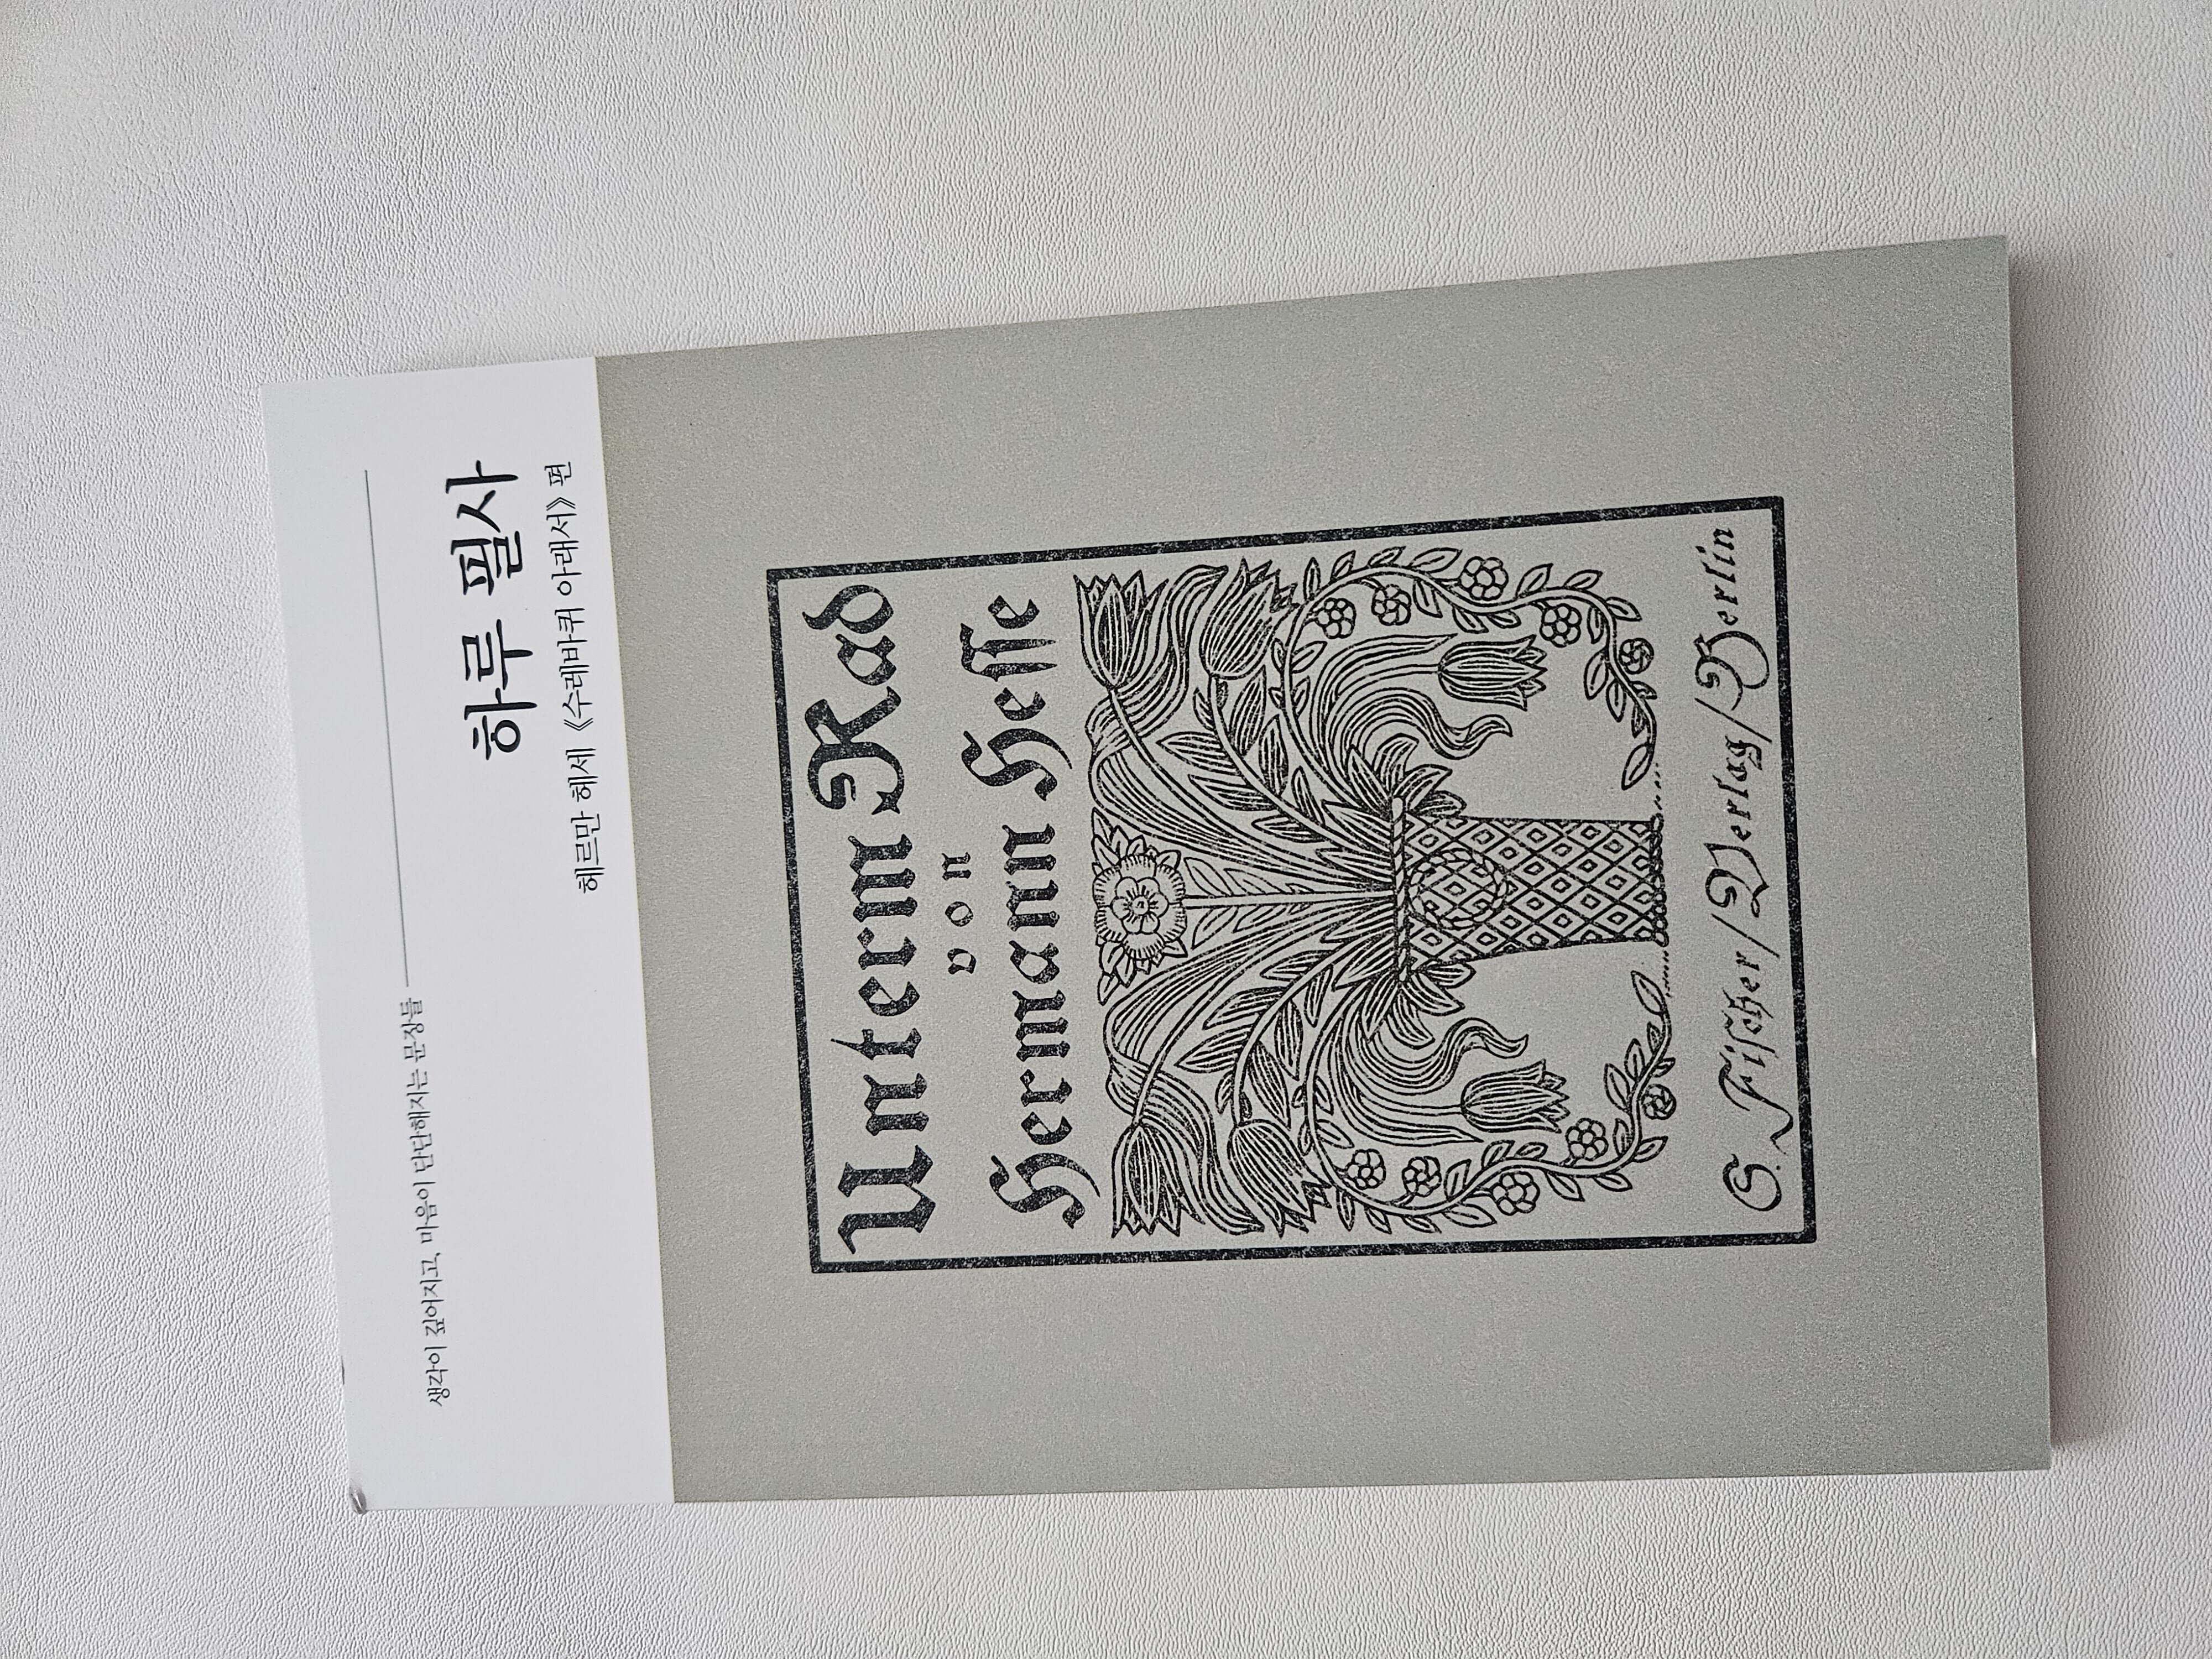 생각이 깊어지고, 마음이 단단해지는 문장들
하루 필사
헤르만 헤세 《수레바퀴 아래서》 편
Unterm Rad
von
Hermann Hesse
S. Fischer / Verlag / Berlin